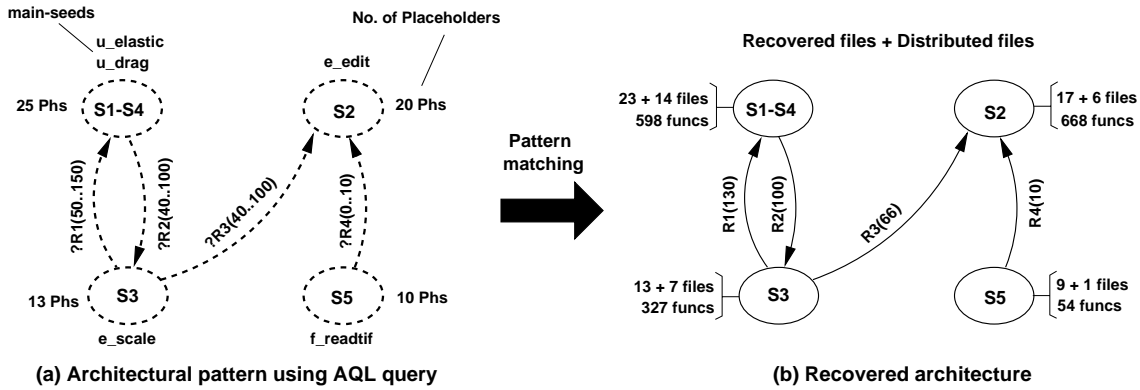 main-seeds
No. of Placeholders
u_elastic
u_drag
e_edit
25 Phs
S1-S4
S2
20 Phs
?R1(50..150)
?R2(40..100)
?R3(40..100)
?R4(0..10)
13 Phs
S3
S5
10 Phs
e_scale
f_readtif
(a) Architectural pattern using AQL query
Pattern
matching
Recovered files + Distributed files
23 + 14 files
598 funcs
S1-S4
S2
17 + 6 files
668 funcs
R1(130)
R2(100)
R3(66)
R4(10)
13 + 7 files
327 funcs
S3
S5
9 + 1 files
54 funcs
(b) Recovered architecture